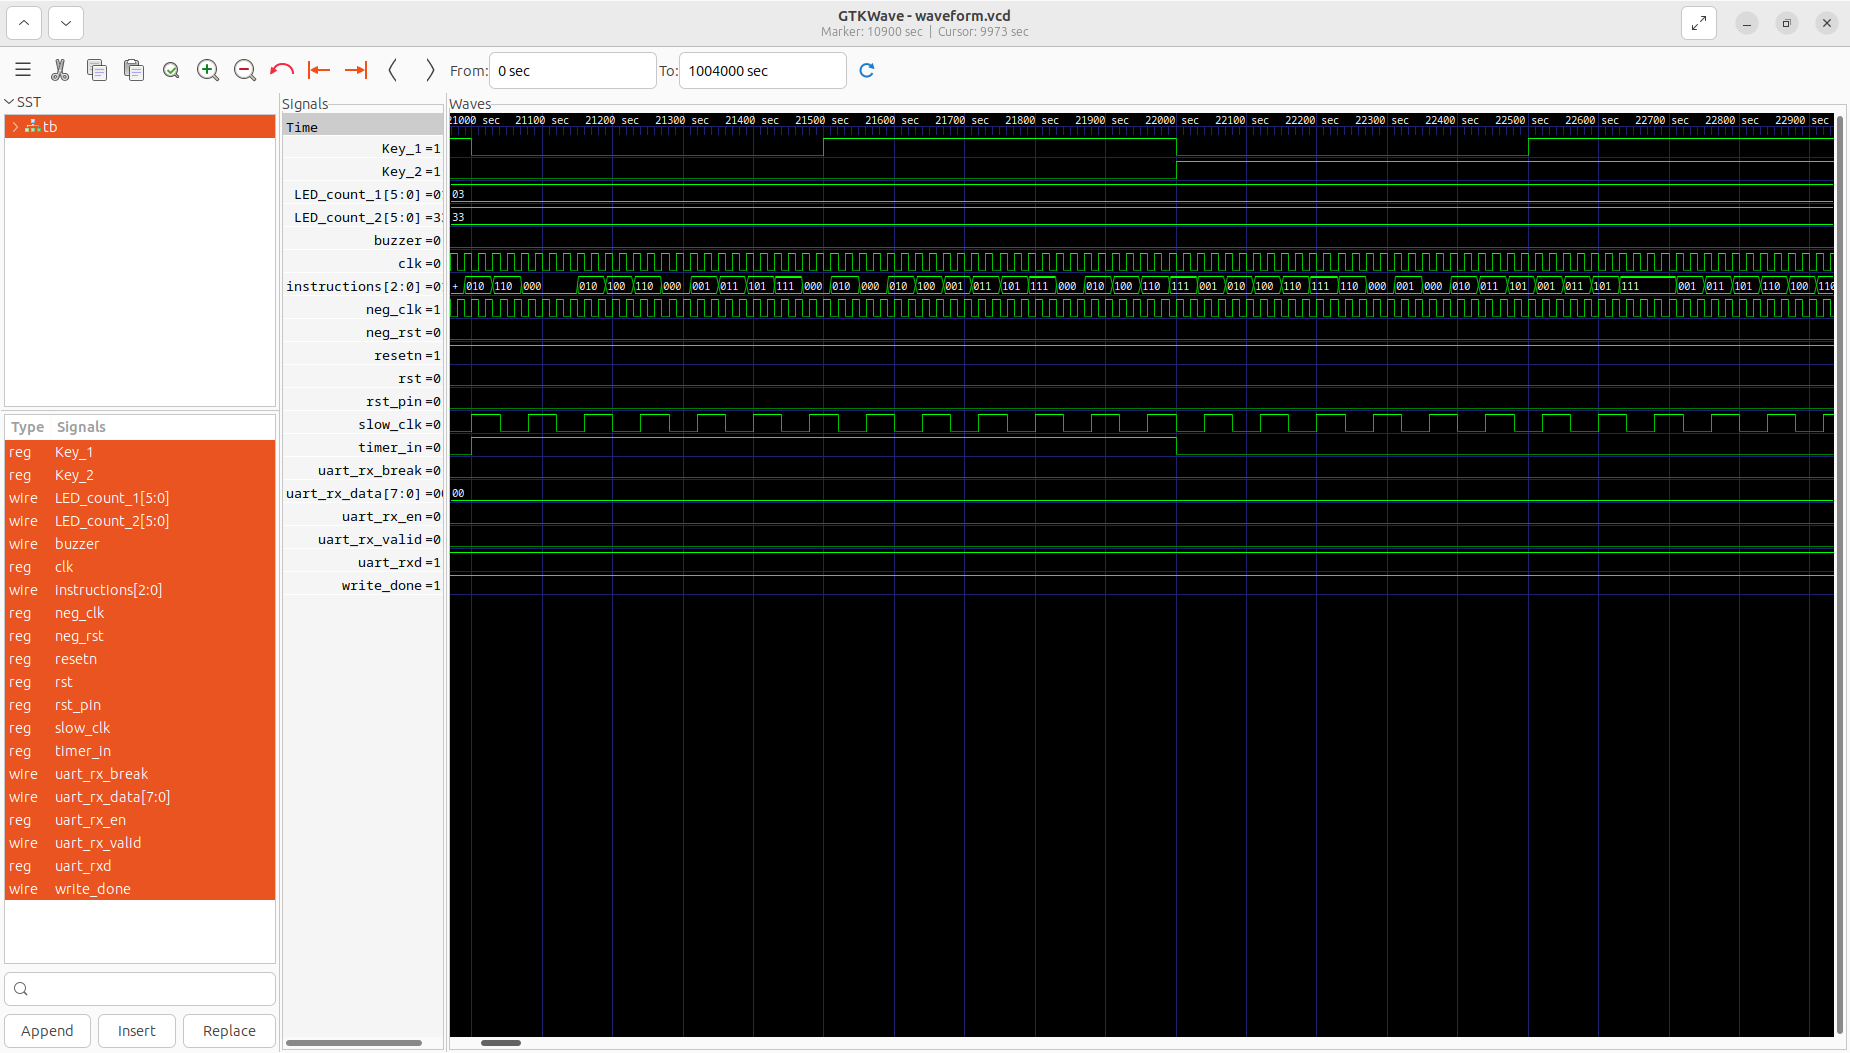 GTKWave - waveform.vcd
Marker: 10900 sec | Cursor: 9973 sec
From: 0 sec To: 1004000 sec
SST
tb
Type Signals
reg Key_1
reg Key_2
wire LED_count_1[5:0]
wire LED_count_2[5:0]
wire buzzer
reg clk
wire instructions[2:0]
reg neg_clk
reg neg_rst
reg resetn
reg rst
reg rst_pin
reg slow_clk
reg timer_in
wire uart_rx_break
wire uart_rx_data[7:0]
reg uart_rx_en
wire uart_rx_valid
reg uart_rxd
wire write_done
Append Insert Replace
Signals
Time
Key_1 =1
Key_2 =1
LED_count_1[5:0] =0
LED_count_2[5:0] =3
buzzer =0
clk =0
instructions[2:0] =0
neg_clk =1
neg_rst =0
resetn =1
rst =0
rst_pin =0
slow_clk =0
timer_in =0
uart_rx_break =0
uart_rx_data[7:0] =0
uart_rx_en =0
uart_rx_valid =0
uart_rxd =1
write_done =1
Waves
21000 sec 21100 sec 21200 sec 21300 sec 21400 sec 21500 sec 21600 sec 21700 sec 21800 sec 21900 sec 22000 sec 22100 sec 22200 sec 22300 sec 22400 sec 22500 sec 22600 sec 22700 sec 22800 sec 22900 sec
03
33
+ 010 110 000 010 100 110 000 001 011 101 111 000 010 000 010 100 001 011 101 111 000 010 100 110 111 001 010 100 110 111 110 000 001 000 010 011 101 001 011 101 111 001 011 101 110 100 110
00